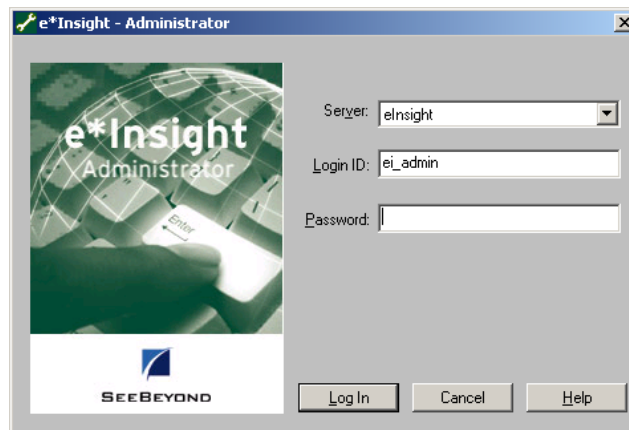 e*Insight - Administrator
e*Insight
Administrator
Enter
SEEBEYOND
Server: eInsight
Login ID: ei_admin
Password:
Log In Cancel Help